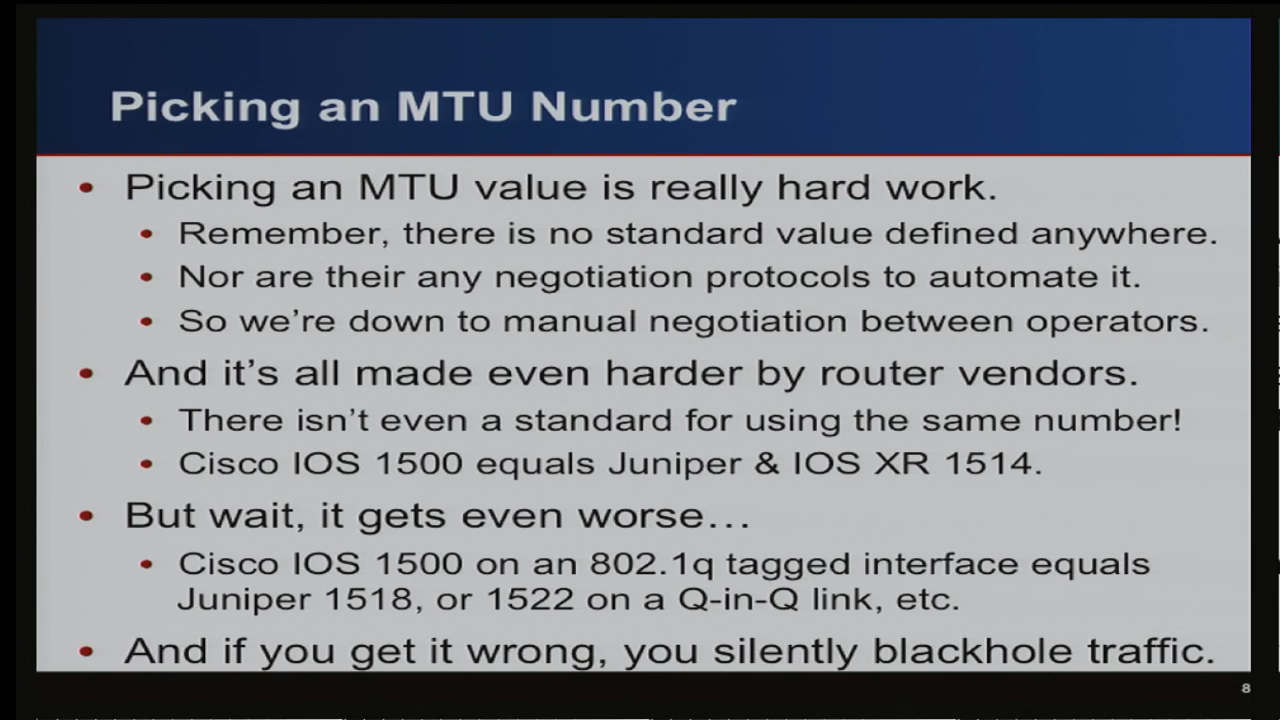 Picking an MTU Number
• Picking an MTU value is really hard work.
• Remember, there is no standard value defined anywhere.
• Nor are their any negotiation protocols to automate it.
• So we're down to manual negotiation between operators.
• And it's all made even harder by router vendors.
• There isn't even a standard for using the same number!
• Cisco IOS 1500 equals Juniper & IOS XR 1514.
• But wait, it gets even worse…
• Cisco IOS 1500 on an 802.1q tagged interface equals
Juniper 1518, or 1522 on a Q-in-Q link, etc.
• And if you get it wrong, you silently blackhole traffic.
8